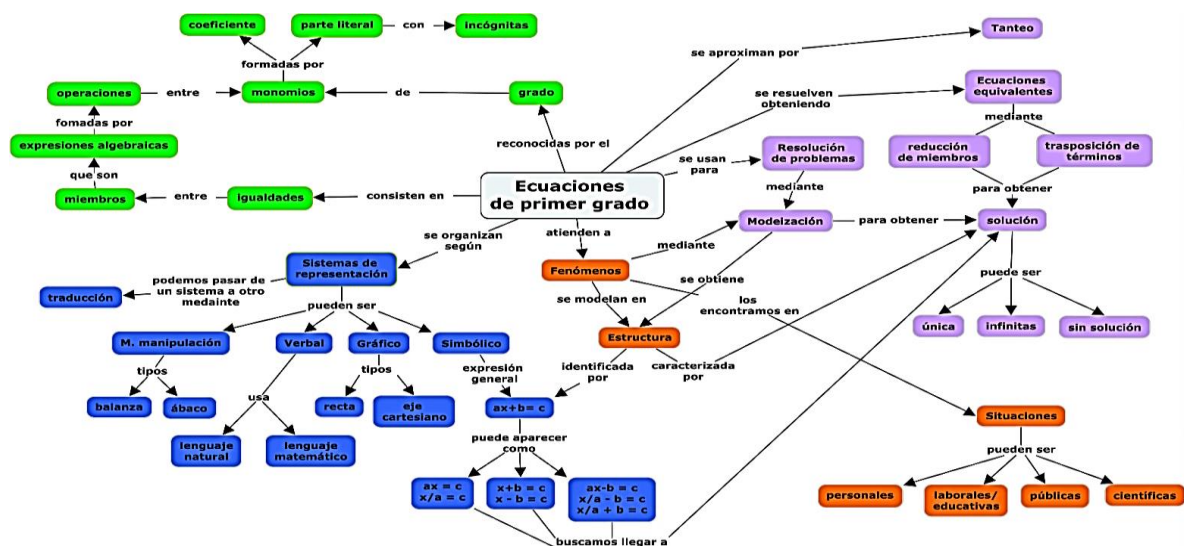 coeficiente
parte literal
con
incógnitas
formadas por
operaciones
entre
monomios
de
grado
fomadas por
expresiones algebraicas
reconocidas por el
que son
miembros
entre
igualdades
consisten en
Ecuaciones
de primer grado
se aproximan por
Tanteo
se resuelven
obteniendo
Ecuaciones
equivalentes
mediante
reducción
de miembros
trasposición de
términos
para obtener
se usan
para
Resolución
de problemas
mediante
Modeización
para obtener
solución
puede ser
única
infinitas
sin solución
atienden a
mediante
Fenómenos
se obtiene
se modelan en
los
encontramos en
Estructura
identificada
por
caracterizada
por
Situaciones
pueden ser
personales
laborales/
educativas
públicas
científicas
se organizan
según
Sistemas de
representación
podemos pasar de
un sistema a otro
medainte
traducción
pueden ser
M. manipulación
Verbal
Gráfico
Simbólico
tipos
balanza
ábaco
usa
lenguaje
natural
lenguaje
matemático
tipos
recta
eje
cartesiano
expresión
general
ax+b= c
puede aparecer
como
ax = c
x/a = c
x+b = c
x - b = c
ax-b = c
x/a - b = c
x/a + b = c
buscamos llegar a